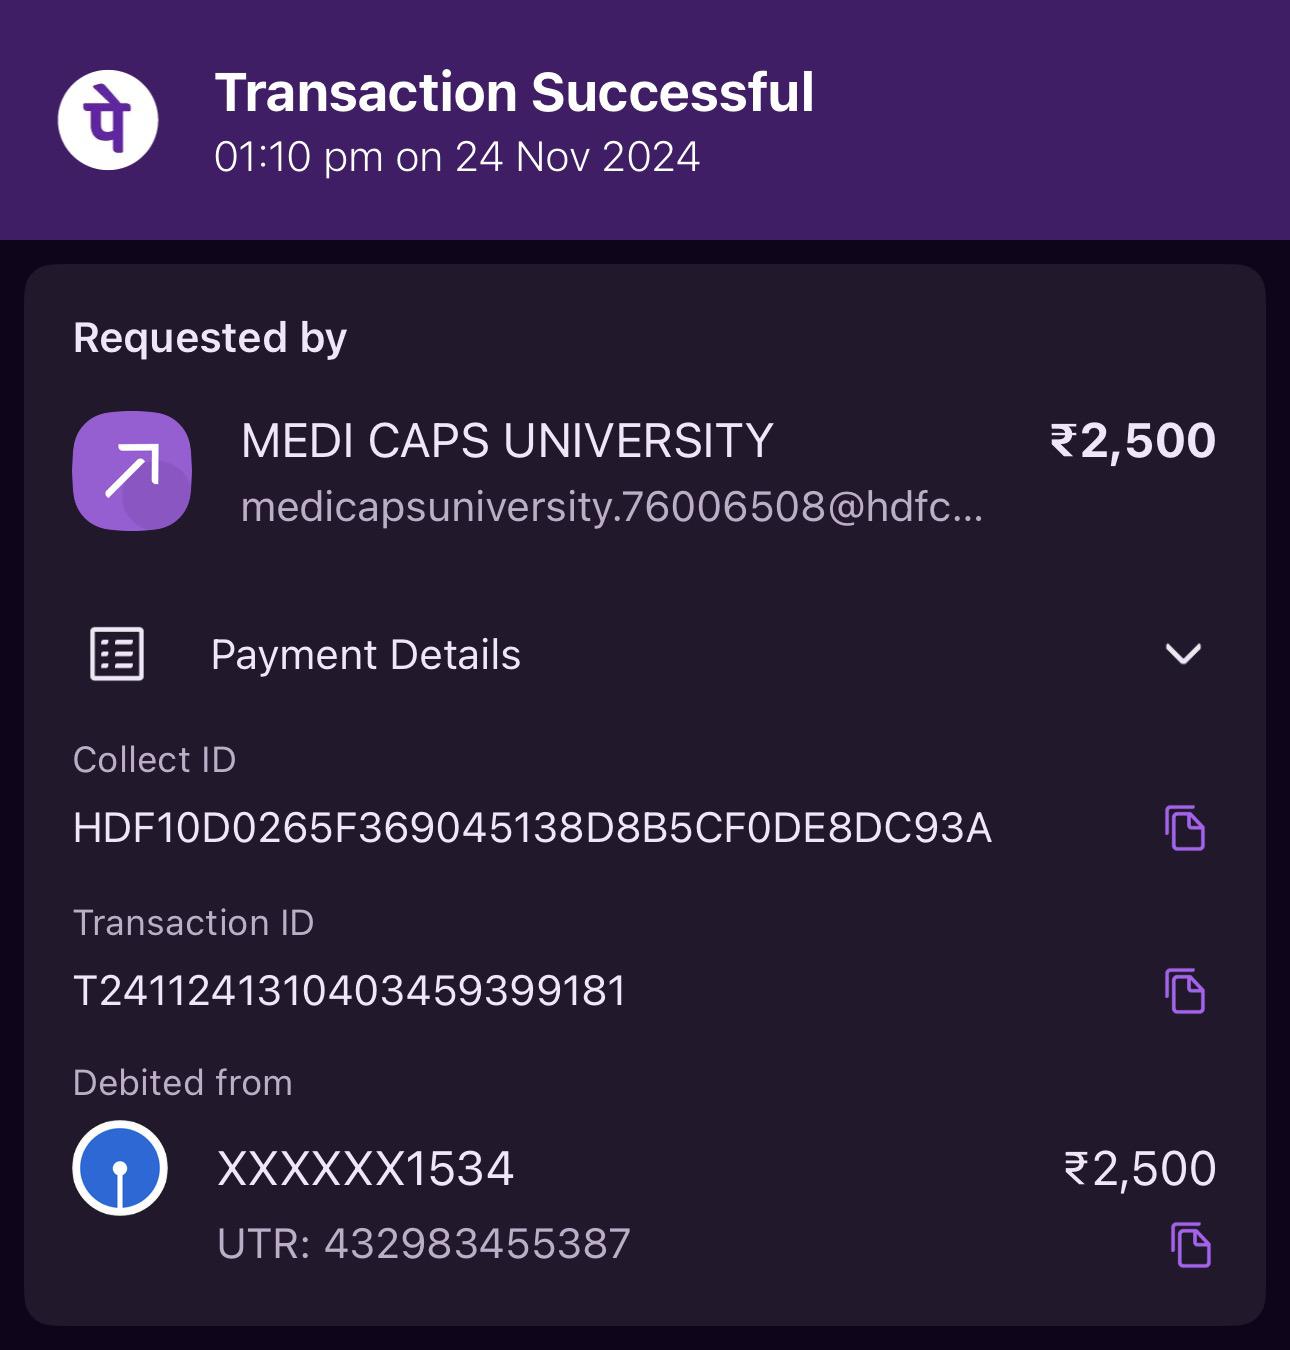 पे
Transaction Successful
01:10 pm on 24 Nov 2024
Requested by
MEDI CAPS UNIVERSITY ₹2,500
medicapsuniversity.76006508@hdfc...
Payment Details
Collect ID
HDF10D0265F369045138D8B5CF0DE8DC93A
Transaction ID
T2411241310403459399181
Debited from
XXXXXX1534 ₹2,500
UTR: 432983455387